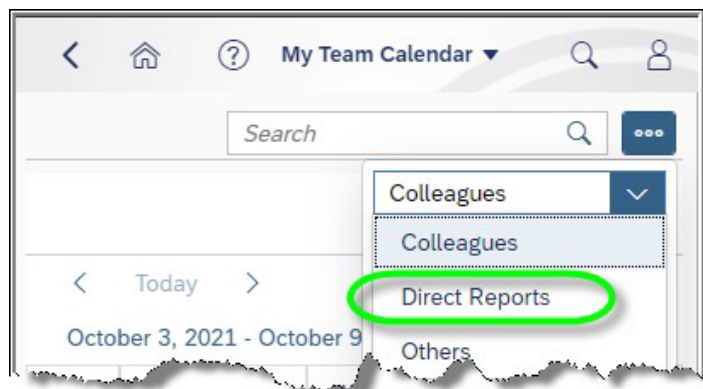 My Team Calendar
Search
Colleagues
Colleagues
Today
Direct Reports
October 3, 2021 - October 9
Others